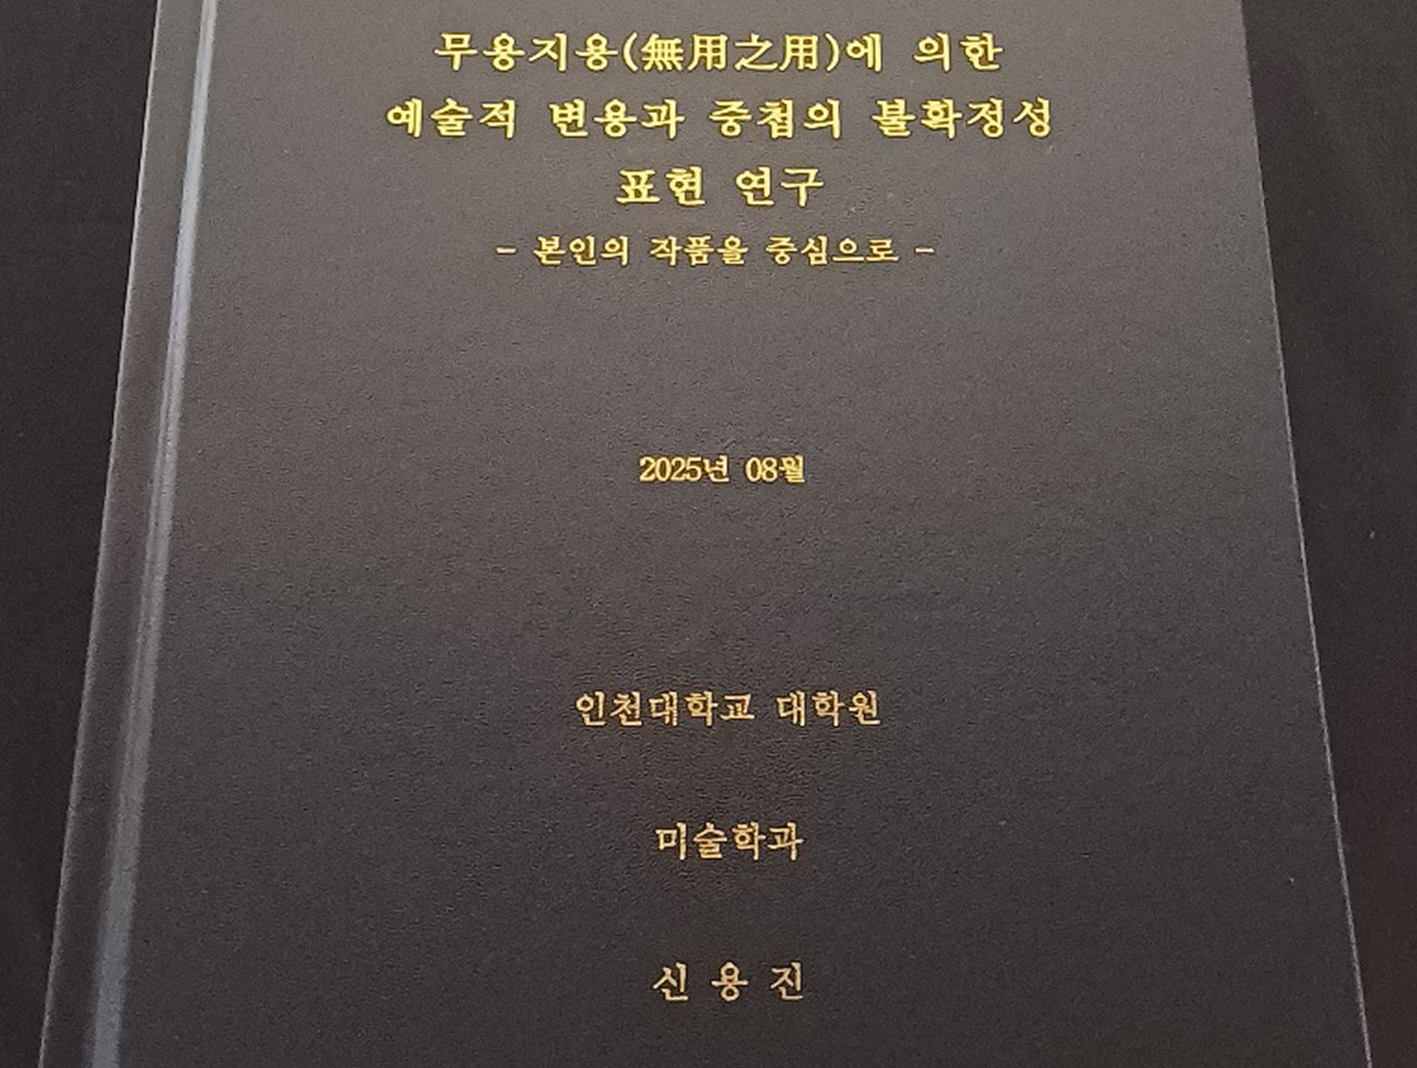 무용지용(無用之用)에 의한
예술적 변용과 중첩의 불확정성
표현 연구
- 본인의 작품을 중심으로 -
2025년 08월
인천대학교 대학원
미술학과
신 용 진